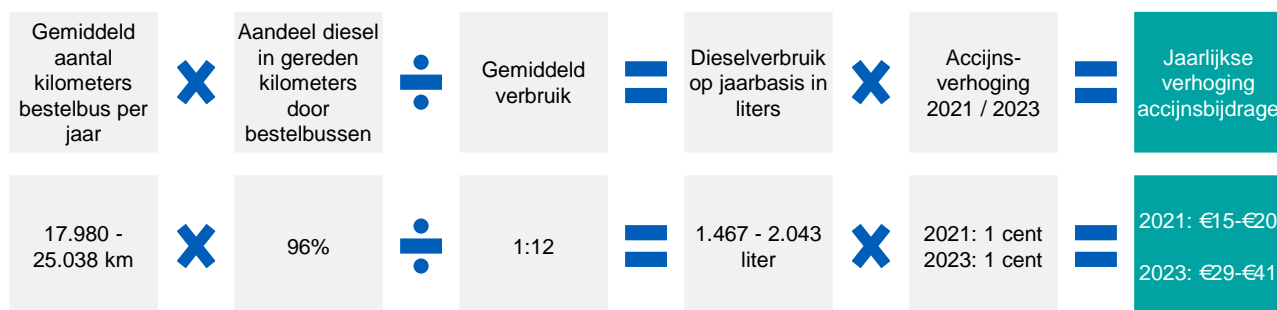 Gemiddeld
aantal
kilometers
bestelbus per
jaar
Aandeel diesel
in gereden
kilometers
door
bestelbussen
Gemiddeld
verbruik
Dieselverbruik
op jaarbasis in
liters
Accijns-
verhoging
2021 / 2023
Jaarlijkse
verhoging
accijnsbijdrage
17.980 -
25.038 km
96%
1:12
1.467 - 2.043
liter
2021: 1 cent
2023: 1 cent
2021: €15-€20
2023: €29-€41